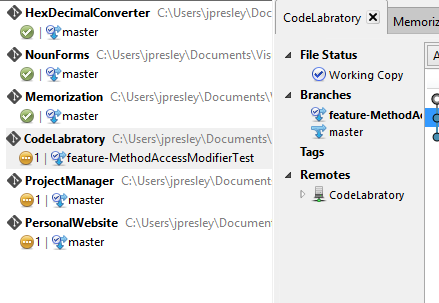 HexDecimalConverter C:\Users\jpresley\Doc
master
NounForms C:\Users\jpresley\Documents\Vis
master
Memorization C:\Users\jpresley\Documents\
master
CodeLabratory C:\Users\jpresley\Documents\
1 feature-MethodAccessModifierTest
ProjectManager C:\Users\jpresley\Documents
1 master
PersonalWebsite C:\Users\jpresley\Document
1 master
CodeLabratory Memoriz
File Status
Working Copy
Branches
feature-MethodAc
master
Tags
Remotes
CodeLabratory